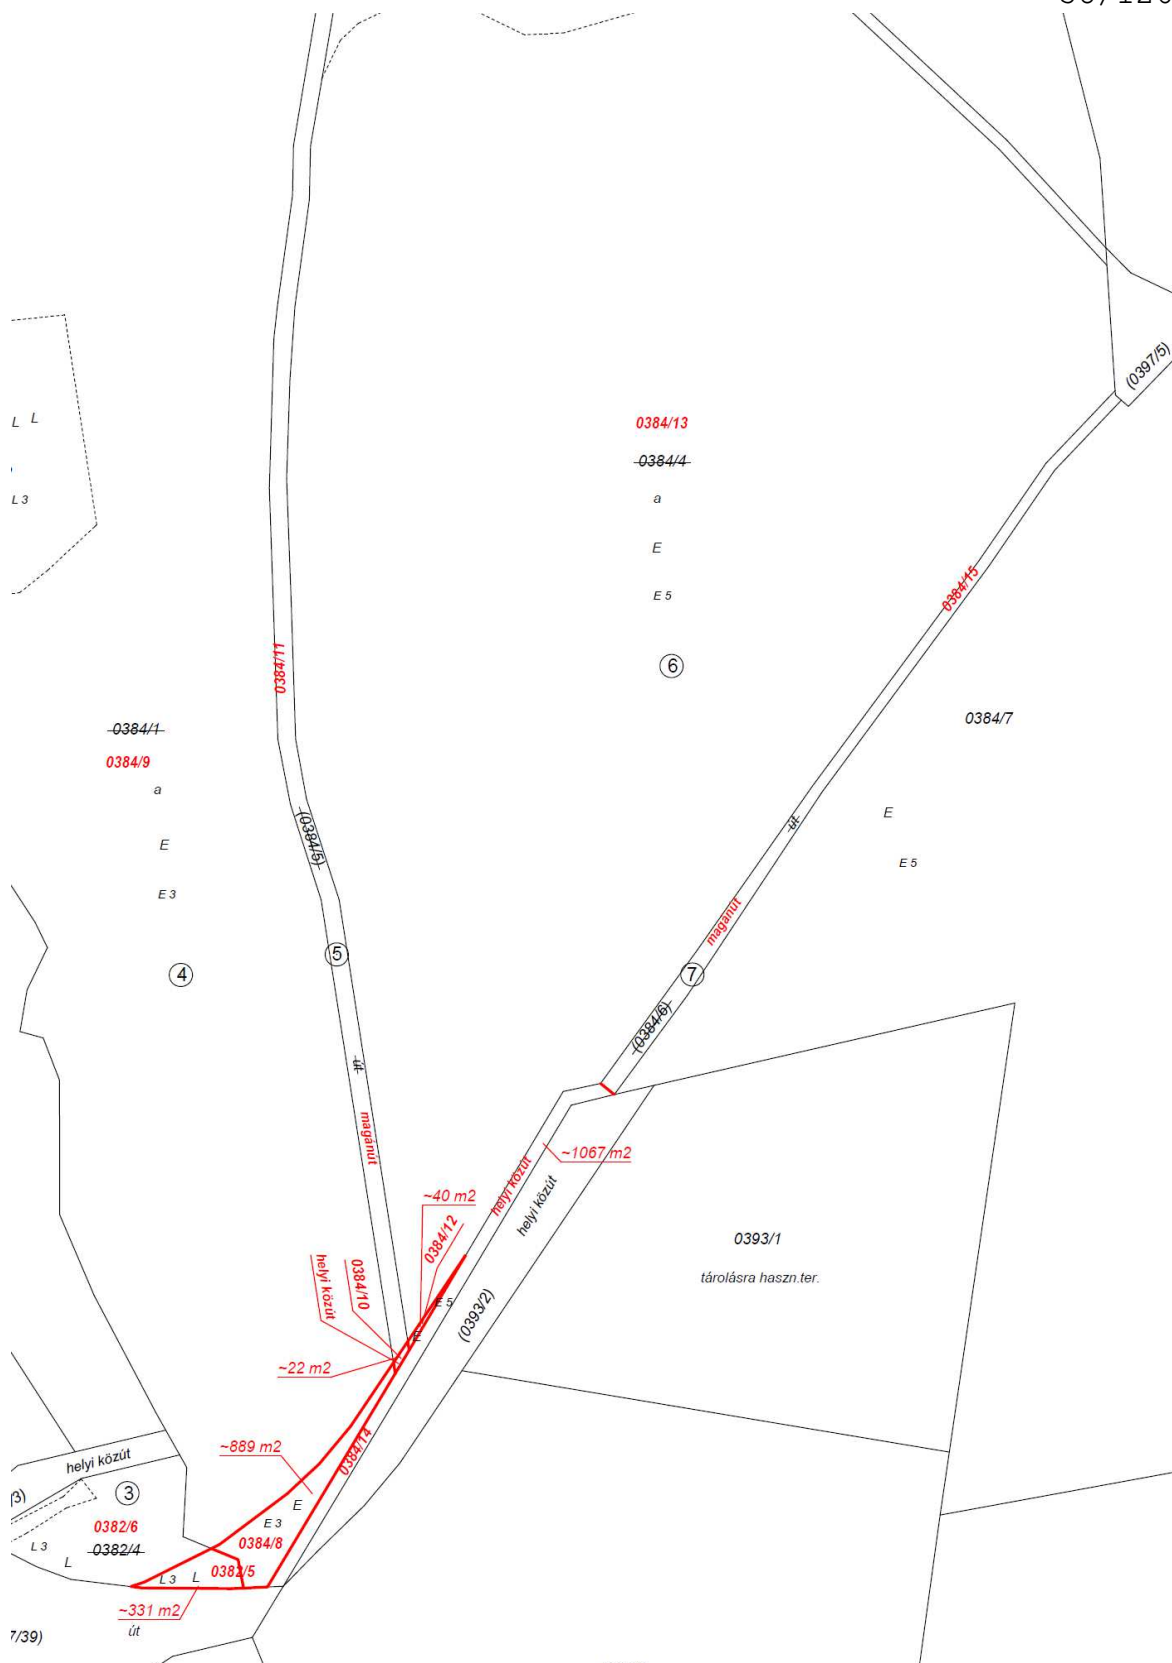 (0397/5)
L L
L 3
0384/13
0384/4
a
E
E 5
6
0384/15
0384/11
0384/7
0384/1
0384/9
a
E
E 3
(0384/5)
út
E
E 5
magánút
4
5
7
(0384/6)
út
magánút
~1067 m2
helyi közút
helyi közút
~40 m2
0384/12
0393/1
tárolásra haszn.ter.
helyi közút
0384/10
E 5
E
(0393/2)
~22 m2
0384/14
~889 m2
helyi közút
3
E
E 3
0384/8
0382/6
0382/4
L 3
L
0382/5
L 3 L
~331 m2
út
7/39)